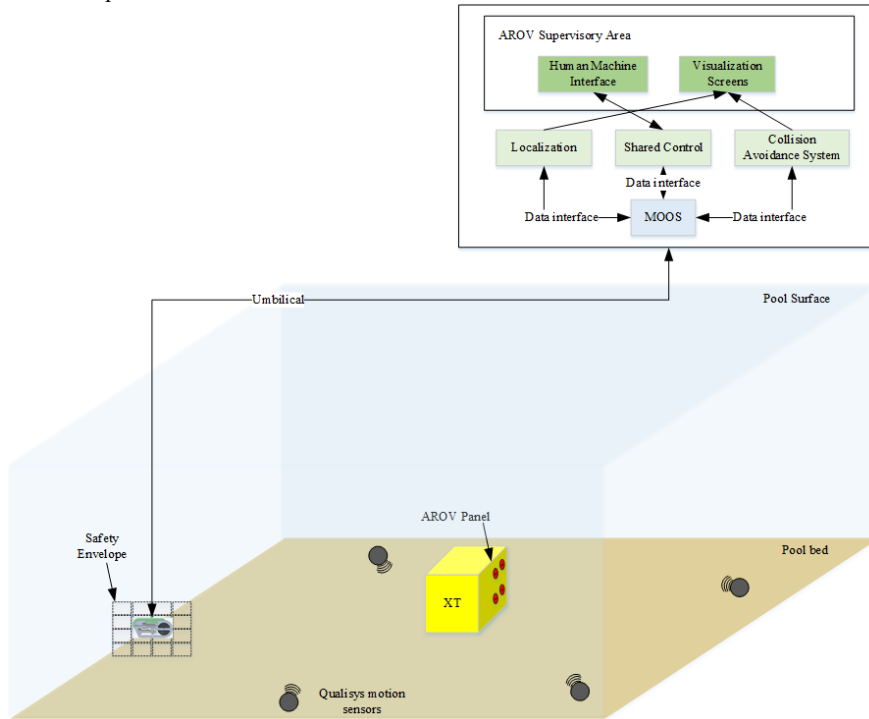 AROV Supervisory Area
Human Machine
Interface
Visualization
Screens
Localization
Shared Control
Collision
Avoidance System
Data interface
Data interface
MOOS
Data interface
Umbilical
Pool Surface
AROV Panel
Safety
Envelope
Pool bed
XT
Qualisys motion
sensors